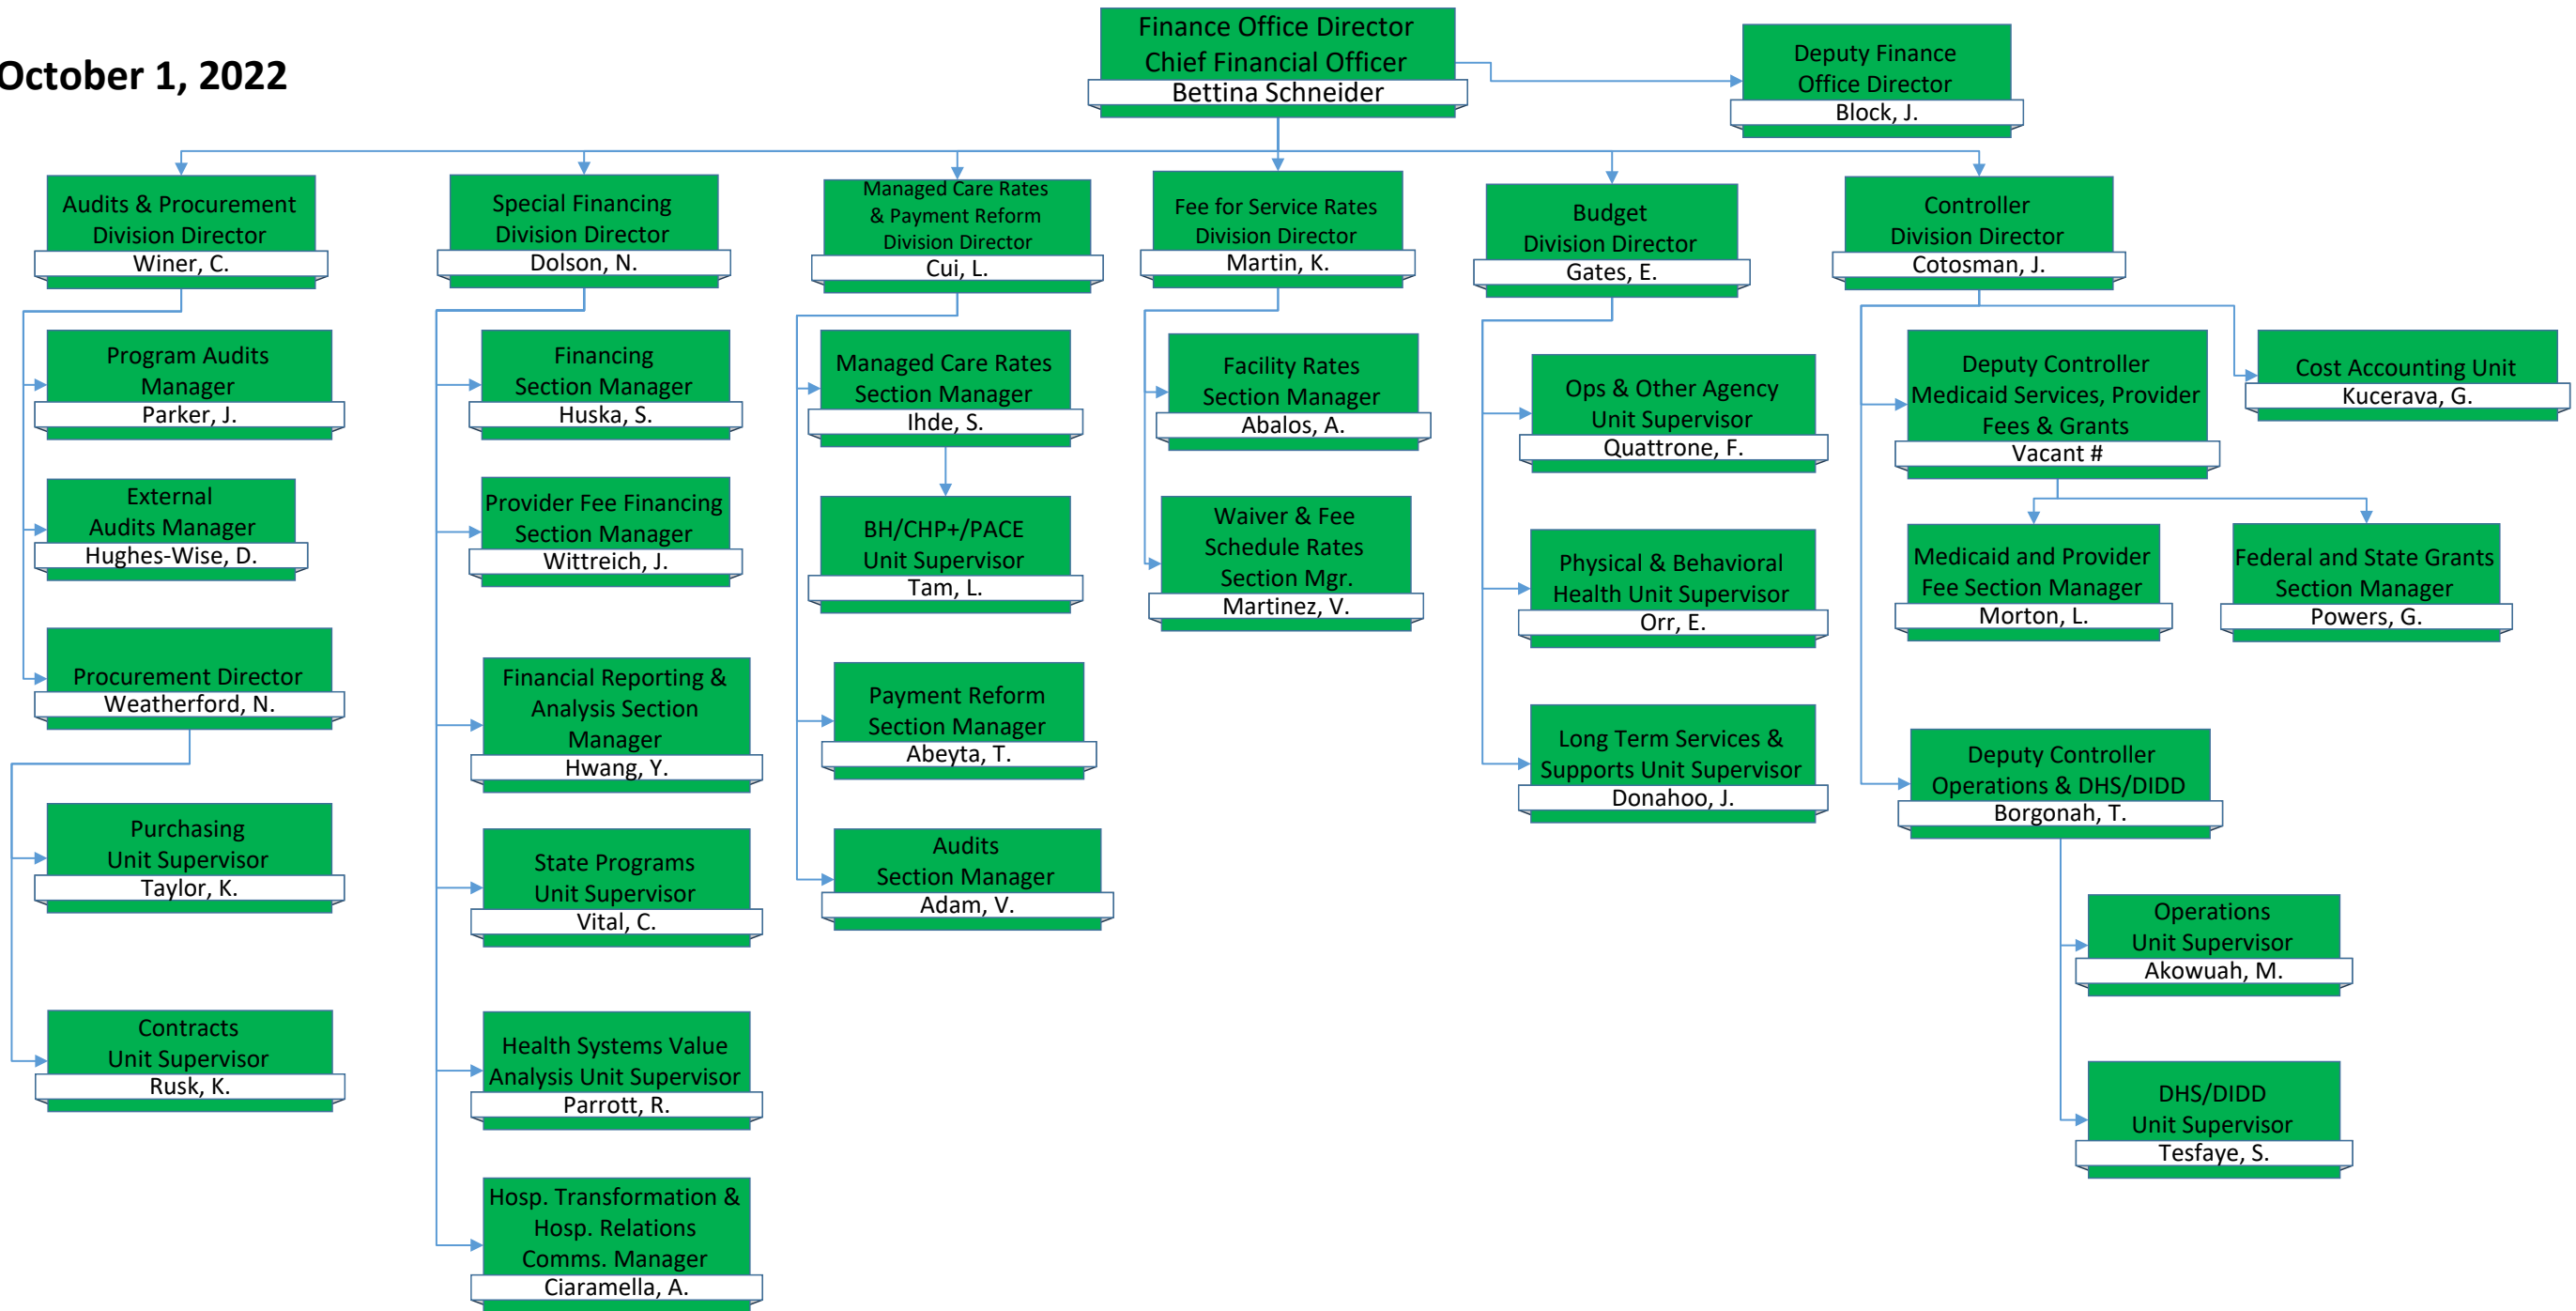 October 1, 2022
Finance Office Director
Chief Financial Officer
Bettina Schneider
Deputy Finance
Office Director
Block, J.
Audits & Procurement
Division Director
Winer, C.
Special Financing
Division Director
Dolson, N.
Managed Care Rates
& Payment Reform
Division Director
Cui, L.
Fee for Service Rates
Division Director
Martin, K.
Budget
Division Director
Gates, E.
Controller
Division Director
Cotosman, J.
Program Audits
Manager
Parker, J.
External
Audits Manager
Hughes-Wise, D.
Procurement Director
Weatherford, N.
Purchasing
Unit Supervisor
Taylor, K.
Contracts
Unit Supervisor
Rusk, K.
Financing
Section Manager
Huska, S.
Provider Fee Financing
Section Manager
Wittreich, J.
Financial Reporting &
Analysis Section
Manager
Hwang, Y.
State Programs
Unit Supervisor
Vital, C.
Health Systems Value
Analysis Unit Supervisor
Parrott, R.
Hosp. Transformation &
Hosp. Relations
Comms. Manager
Ciaramella, A.
Managed Care Rates
Section Manager
Ihde, S.
BH/CHP+/PACE
Unit Supervisor
Tam, L.
Payment Reform
Section Manager
Abeyta, T.
Audits
Section Manager
Adam, V.
Facility Rates
Section Manager
Abalos, A.
Waiver & Fee
Schedule Rates
Section Mgr.
Martinez, V.
Ops & Other Agency
Unit Supervisor
Quattrone, F.
Physical & Behavioral
Health Unit Supervisor
Orr, E.
Long Term Services &
Supports Unit Supervisor
Donahoo, J.
Deputy Controller
Medicaid Services, Provider
Fees & Grants
Vacant #
Cost Accounting Unit
Kucerava, G.
Medicaid and Provider
Fee Section Manager
Morton, L.
Federal and State Grants
Section Manager
Powers, G.
Deputy Controller
Operations & DHS/DIDD
Borgonah, T.
Operations
Unit Supervisor
Akowuah, M.
DHS/DIDD
Unit Supervisor
Tesfaye, S.